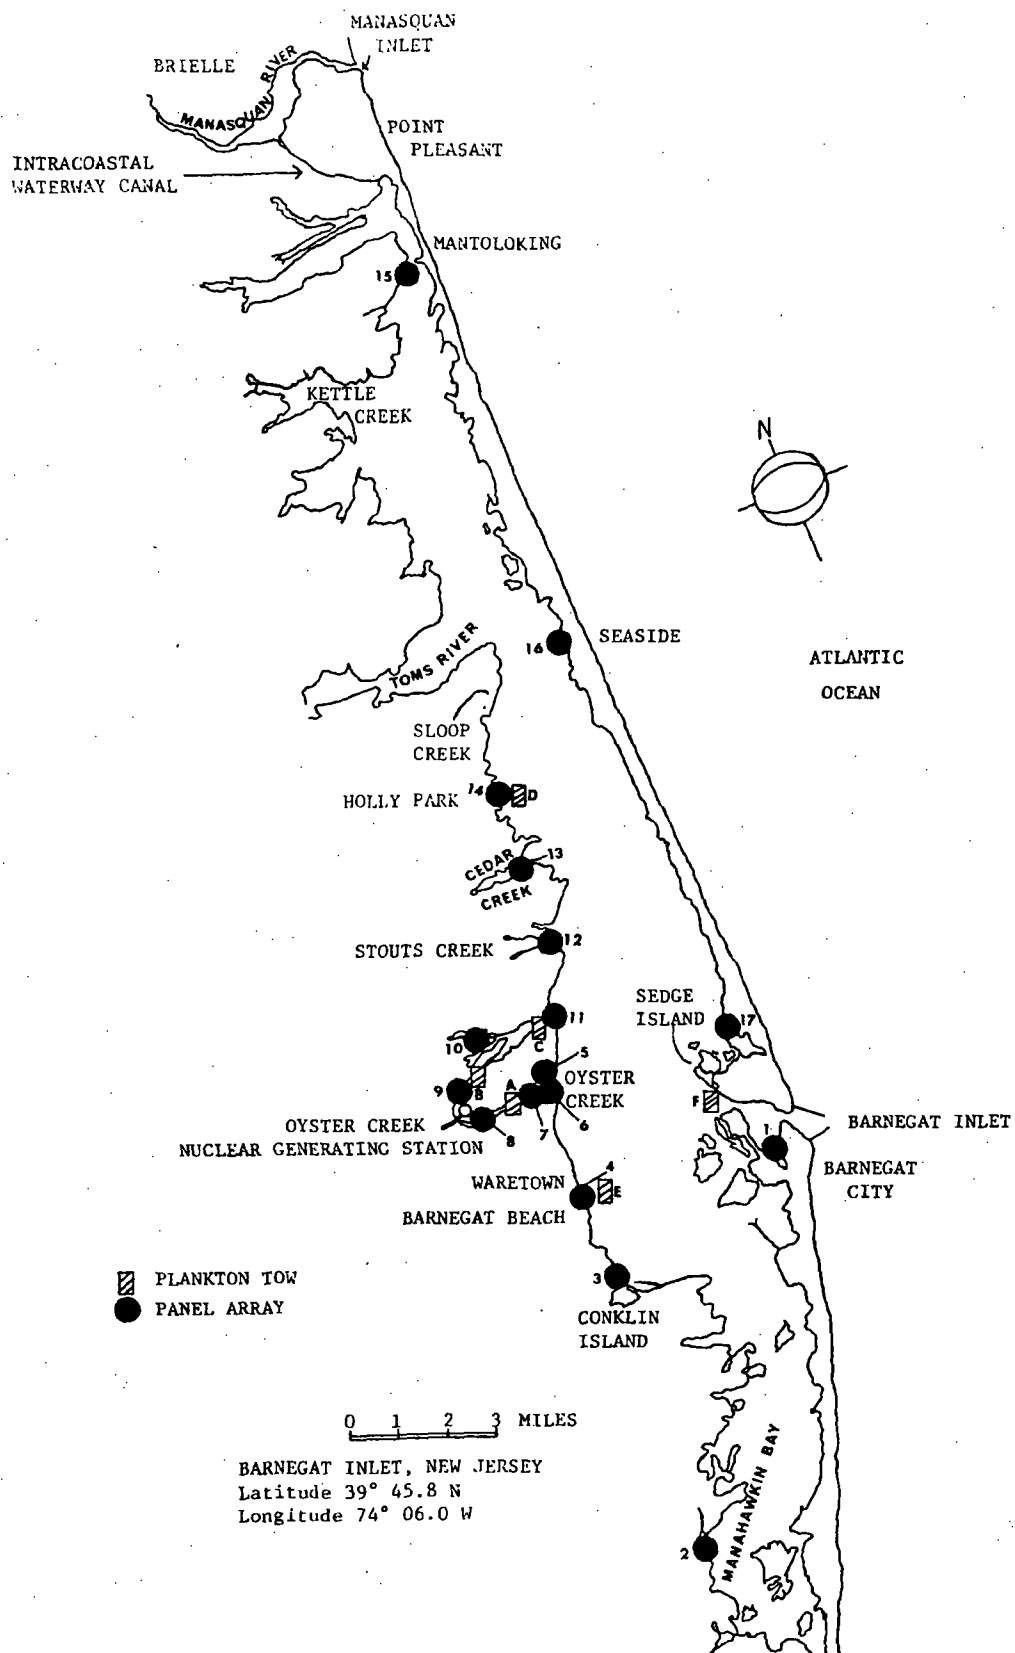 MANASQUAN
INLET
BRIELLE
MANASQUAN RIVER
POINT
PLEASANT
INTRACOASTAL
WATERWAY CANAL
MANTOLOKING
15
KETTLE
CREEK
N
16
SEASIDE
TOMS RIVER
ATLANTIC
OCEAN
SLOOP
CREEK
14
D
HOLLY PARK
13
CEDAR
CREEK
12
STOUTS CREEK
SEDGE
ISLAND
17
11
C
10
5
OYSTER
CREEK
9
B
A
F
6
7
8
OYSTER CREEK
NUCLEAR GENERATING STATION
BARNEGAT INLET
1
BARNEGAT
CITY
4
WARETOWN
E
BARNEGAT BEACH
3
CONKLIN
ISLAND
PLANKTON TOW
PANEL ARRAY
0 1 2 3 MILES
BARNEGAT INLET, NEW JERSEY
Latitude 39° 45.8 N
Longitude 74° 06.0 W
MANAHAWKIN BAY
2